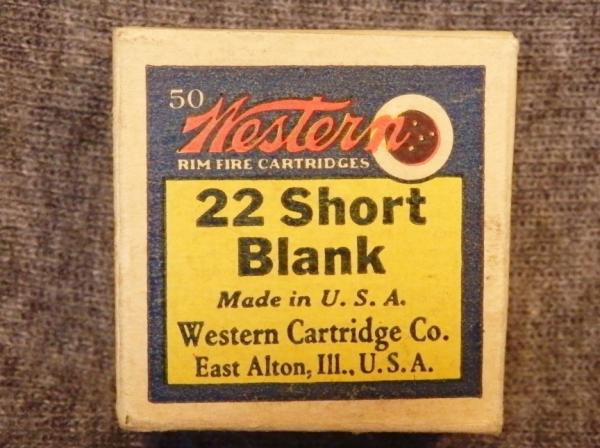 50 Western
RIM FIRE CARTRIDGES
22 Short
Blank
Made in U. S. A.
Western Cartridge Co.
East Alton, Ill., U. S. A.